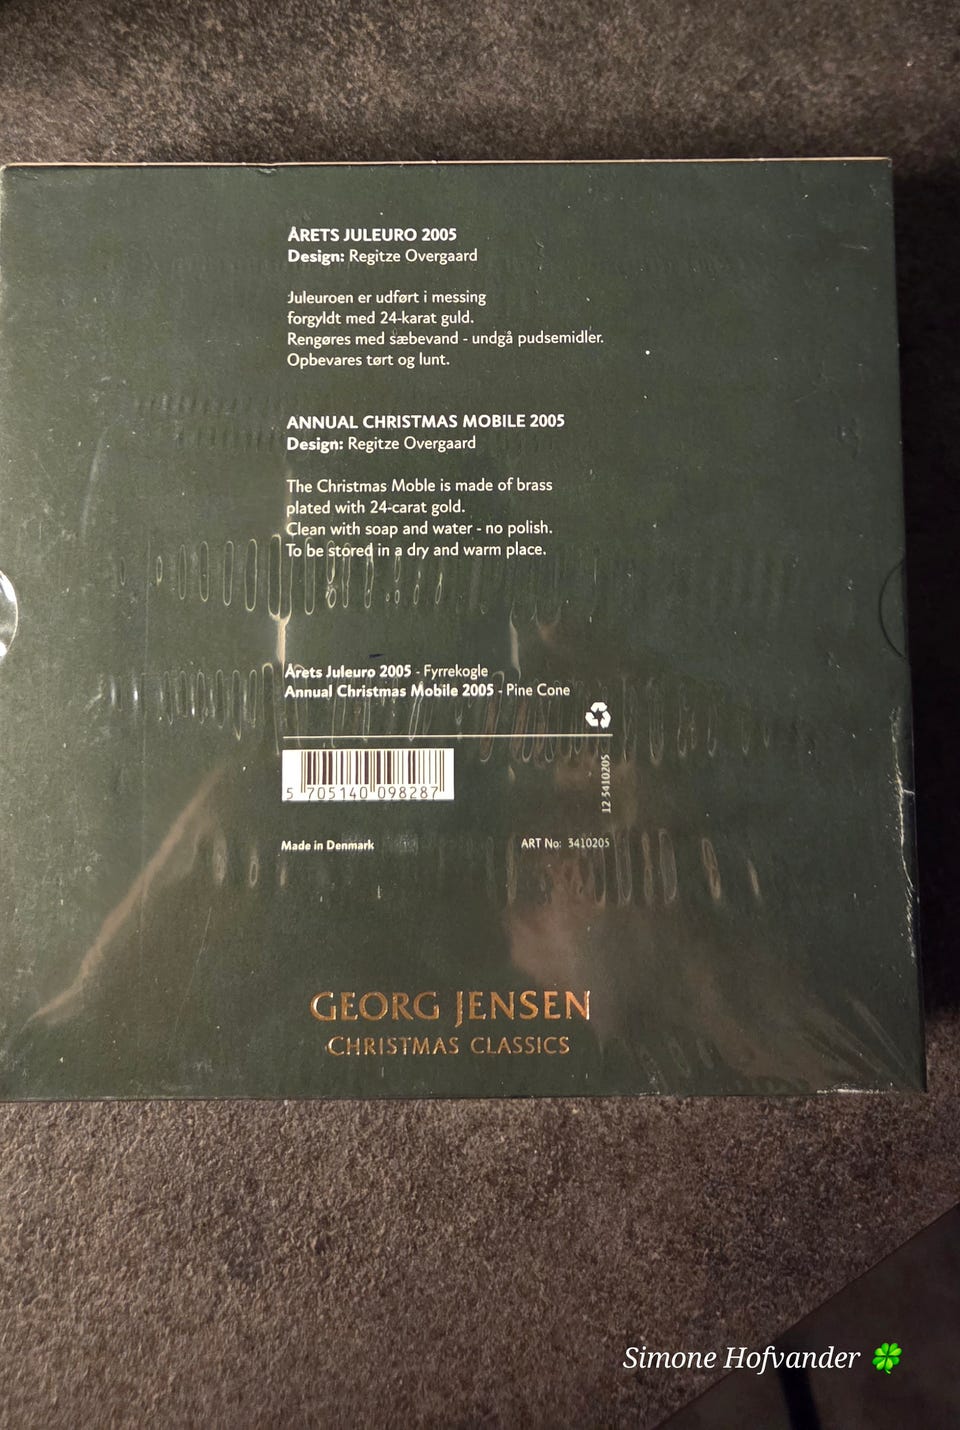 ÅRETS JULEURO 2005
Design: Regitze Overgaard
Juleuroen er udført i messing
forgyldt med 24-karat guld.
Rengøres med sæbevand - undgå pudsemidler.
Opbevares tørt og lunt.
ANNUAL CHRISTMAS MOBILE 2005
Design: Regitze Overgaard
The Christmas Moble is made of brass
plated with 24-carat gold.
Clean with soap and water - no polish.
To be stored in a dry and warm place.
Årets Juleuro 2005 - Fyrrekogle
Annual Christmas Mobile 2005 - Pine Cone
5 705140 098287
12 3410205
Made in Denmark
ART No: 3410205
GEORG JENSEN
CHRISTMAS CLASSICS
Simone Hofvander 🍀